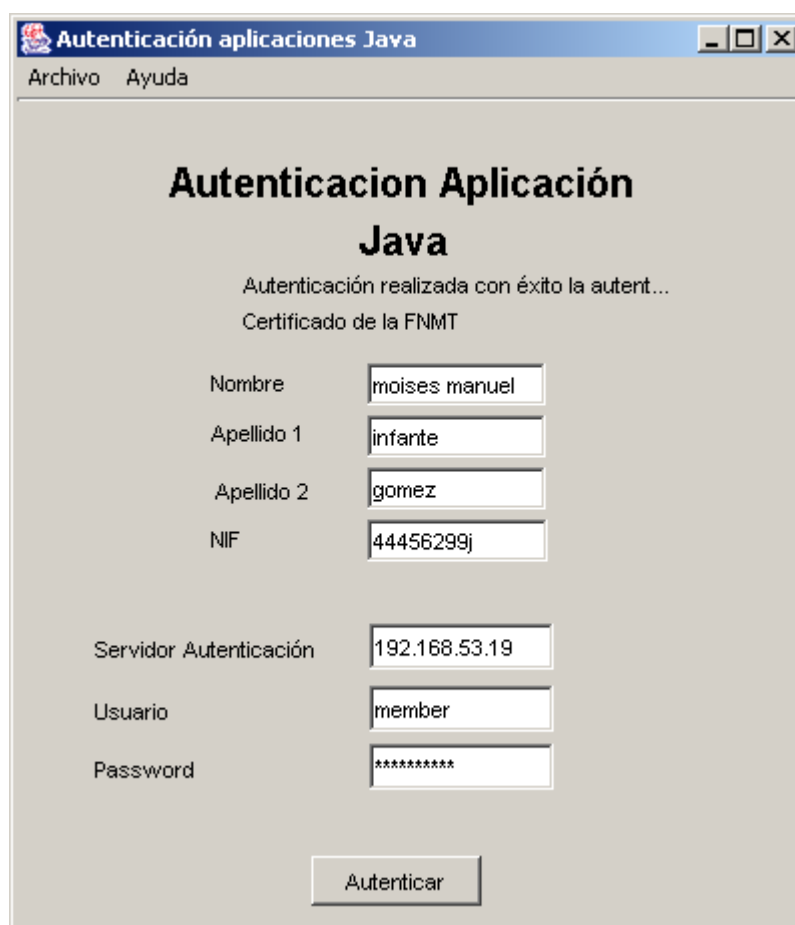 Autenticación aplicaciones Java
Archivo Ayuda
Autenticacion Aplicación
Java
Autenticación realizada con éxito la autent...
Certificado de la FNMT
Nombre moises manuel
Apellido 1 infante
Apellido 2 gomez
NIF 44456299j
Servidor Autenticación 192.168.53.19
Usuario member
Password **********
Autenticar